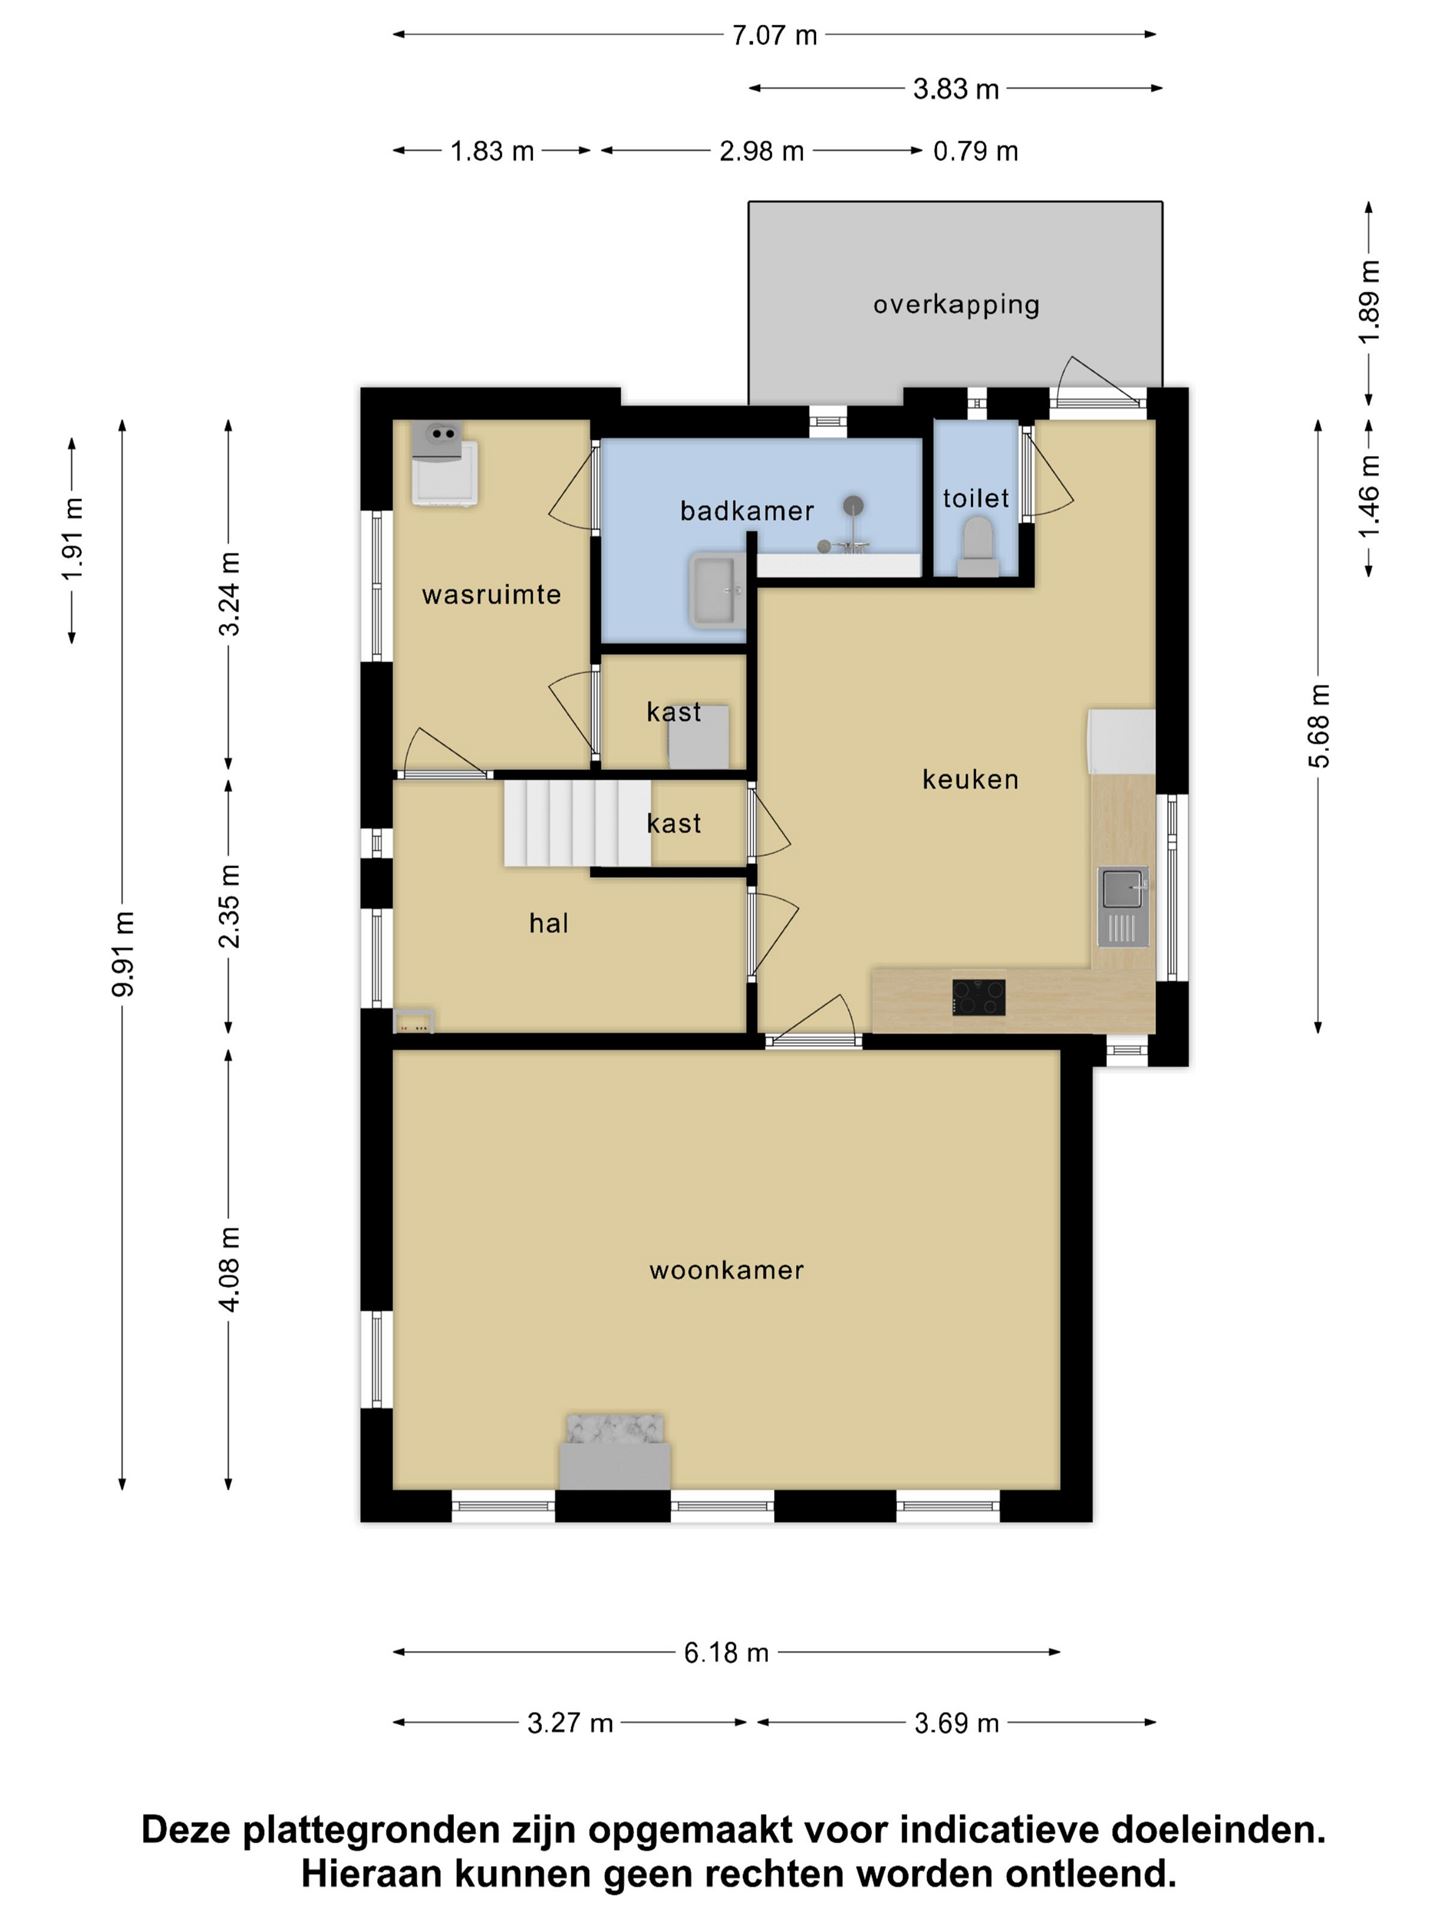 7.07 m
3.83 m
1.83 m
2.98 m
0.79 m
overkapping
1.89 m
1.46 m
1.91 m
3.24 m
badkamer
toilet
wasruimte
kast
5.68 m
keuken
kast
2.35 m
hal
9.91 m
4.08 m
woonkamer
6.18 m
3.27 m
3.69 m
Deze plattegronden zijn opgemaakt voor indicatieve doeleinden.
Hieraan kunnen geen rechten worden ontleend.